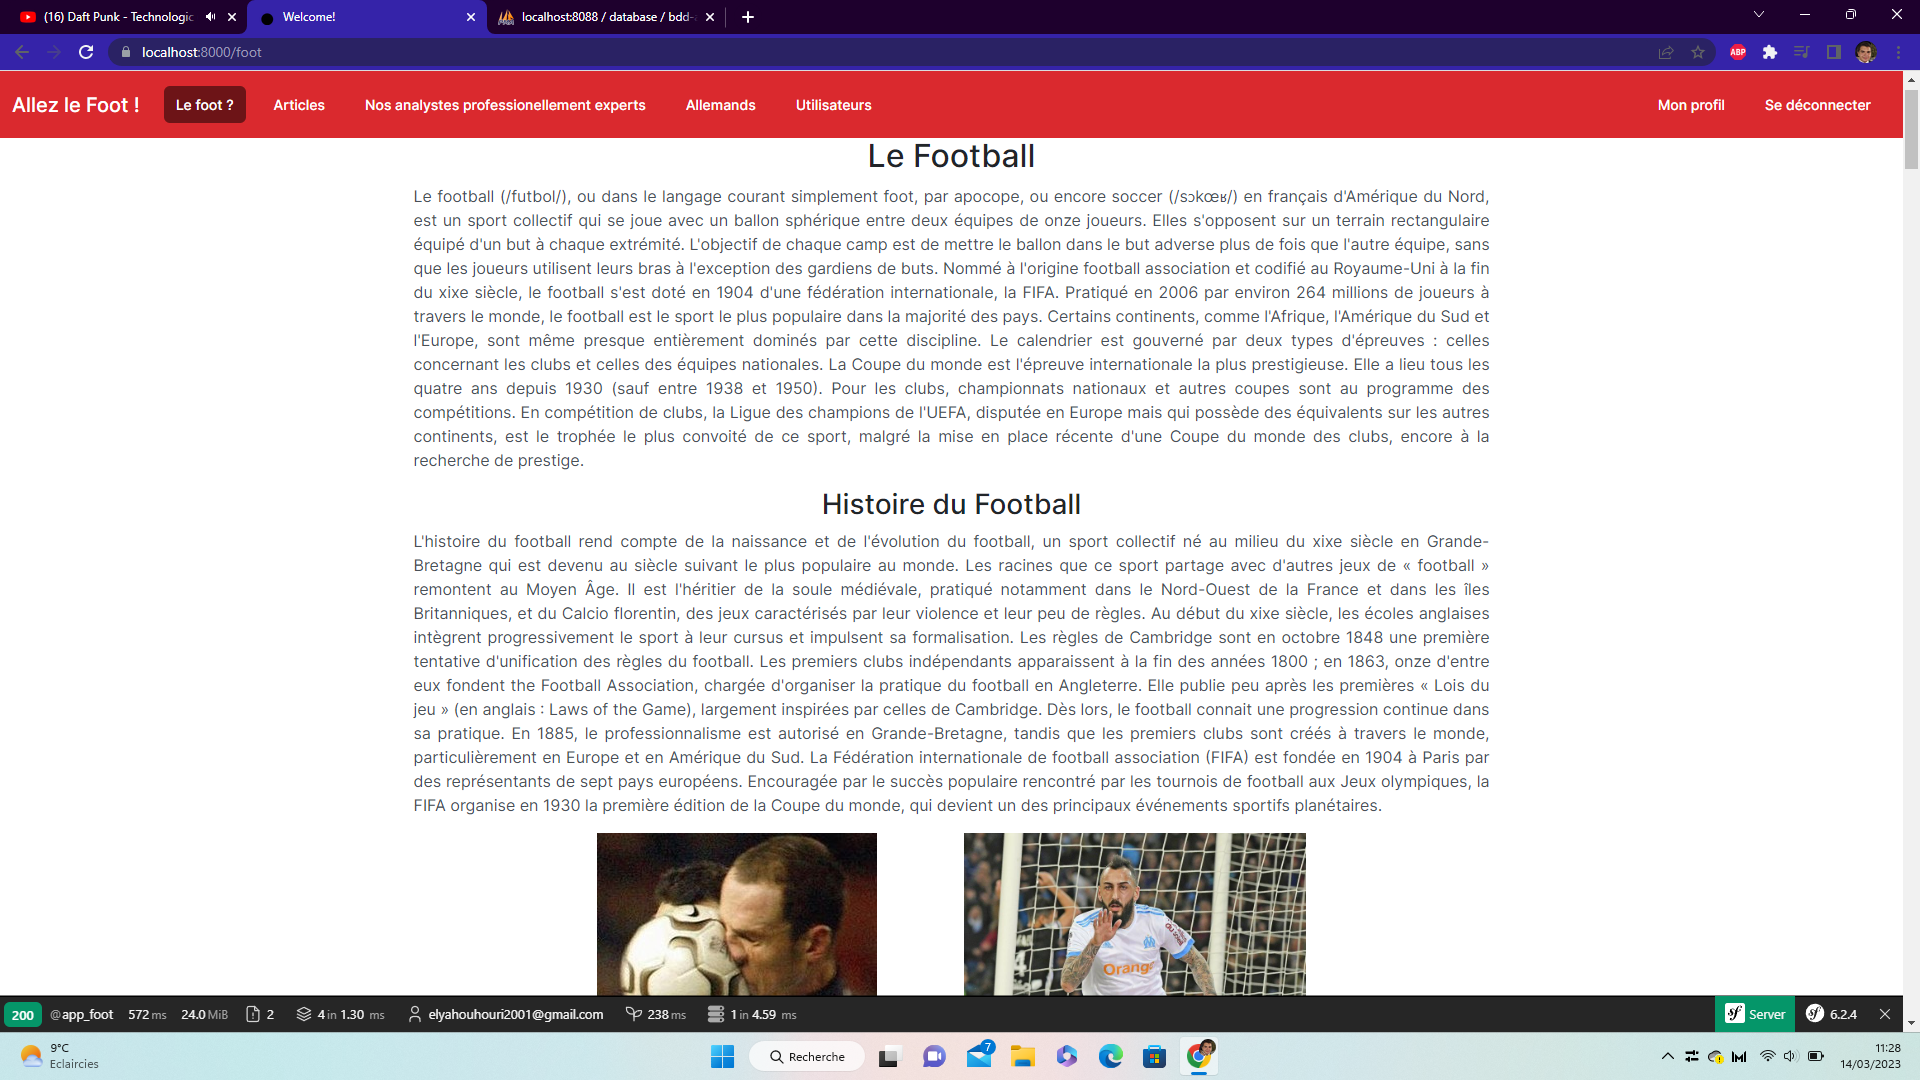 (16) Daft Punk - Technologic
Welcome!
localhost:8088 / database / bdd-
localhost:8000/foot
ABP
Allez le Foot !
Le foot ?
Articles
Nos analystes professionellement experts
Allemands
Utilisateurs
Mon profil
Se déconnecter
Le Football
Le football (/futbol/), ou dans le langage courant simplement foot, par apocope, ou encore soccer (/sɔkœʁ/) en français d'Amérique du Nord,
est un sport collectif qui se joue avec un ballon sphérique entre deux équipes de onze joueurs. Elles s'opposent sur un terrain rectangulaire
équipé d'un but à chaque extrémité. L'objectif de chaque camp est de mettre le ballon dans le but adverse plus de fois que l'autre équipe, sans
que les joueurs utilisent leurs bras à l'exception des gardiens de buts. Nommé à l'origine football association et codifié au Royaume-Uni à la fin
du xixe siècle, le football s'est doté en 1904 d'une fédération internationale, la FIFA. Pratiqué en 2006 par environ 264 millions de joueurs à
travers le monde, le football est le sport le plus populaire dans la majorité des pays. Certains continents, comme l'Afrique, l'Amérique du Sud et
l'Europe, sont même presque entièrement dominés par cette discipline. Le calendrier est gouverné par deux types d'épreuves : celles
concernant les clubs et celles des équipes nationales. La Coupe du monde est l'épreuve internationale la plus prestigieuse. Elle a lieu tous les
quatre ans depuis 1930 (sauf entre 1938 et 1950). Pour les clubs, championnats nationaux et autres coupes sont au programme des
compétitions. En compétition de clubs, la Ligue des champions de l'UEFA, disputée en Europe mais qui possède des équivalents sur les autres
continents, est le trophée le plus convoité de ce sport, malgré la mise en place récente d'une Coupe du monde des clubs, encore à la
recherche de prestige.
Histoire du Football
L'histoire du football rend compte de la naissance et de l'évolution du football, un sport collectif né au milieu du xixe siècle en Grande-
Bretagne qui est devenu au siècle suivant le plus populaire au monde. Les racines que ce sport partage avec d'autres jeux de « football »
remontent au Moyen Âge. Il est l'héritier de la soule médiévale, pratiqué notamment dans le Nord-Ouest de la France et dans les îles
Britanniques, et du Calcio florentin, des jeux caractérisés par leur violence et leur peu de règles. Au début du xixe siècle, les écoles anglaises
intègrent progressivement le sport à leur cursus et impulsent sa formalisation. Les règles de Cambridge sont en octobre 1848 une première
tentative d'unification des règles du football. Les premiers clubs indépendants apparaissent à la fin des années 1800 ; en 1863, onze d'entre
eux fondent the Football Association, chargée d'organiser la pratique du football en Angleterre. Elle publie peu après les premières « Lois du
jeu » (en anglais : Laws of the Game), largement inspirées par celles de Cambridge. Dès lors, le football connait une progression continue dans
sa pratique. En 1885, le professionnalisme est autorisé en Grande-Bretagne, tandis que les premiers clubs sont créés à travers le monde,
particulièrement en Europe et en Amérique du Sud. La Fédération internationale de football association (FIFA) est fondée en 1904 à Paris par
des représentants de sept pays européens. Encouragée par le succès populaire rencontré par les tournois de football aux Jeux olympiques, la
FIFA organise en 1930 la première édition de la Coupe du monde, qui devient un des principaux événements sportifs planétaires.
Orange
200 @app_foot 572 ms 24.0 MiB 2 4 in 1.30 ms elyahouhouri2001@gmail.com 238 ms 1 in 4.59 ms
Server 6.2.4
9°C
Eclaircies
Recherche
7
11:28
14/03/2023